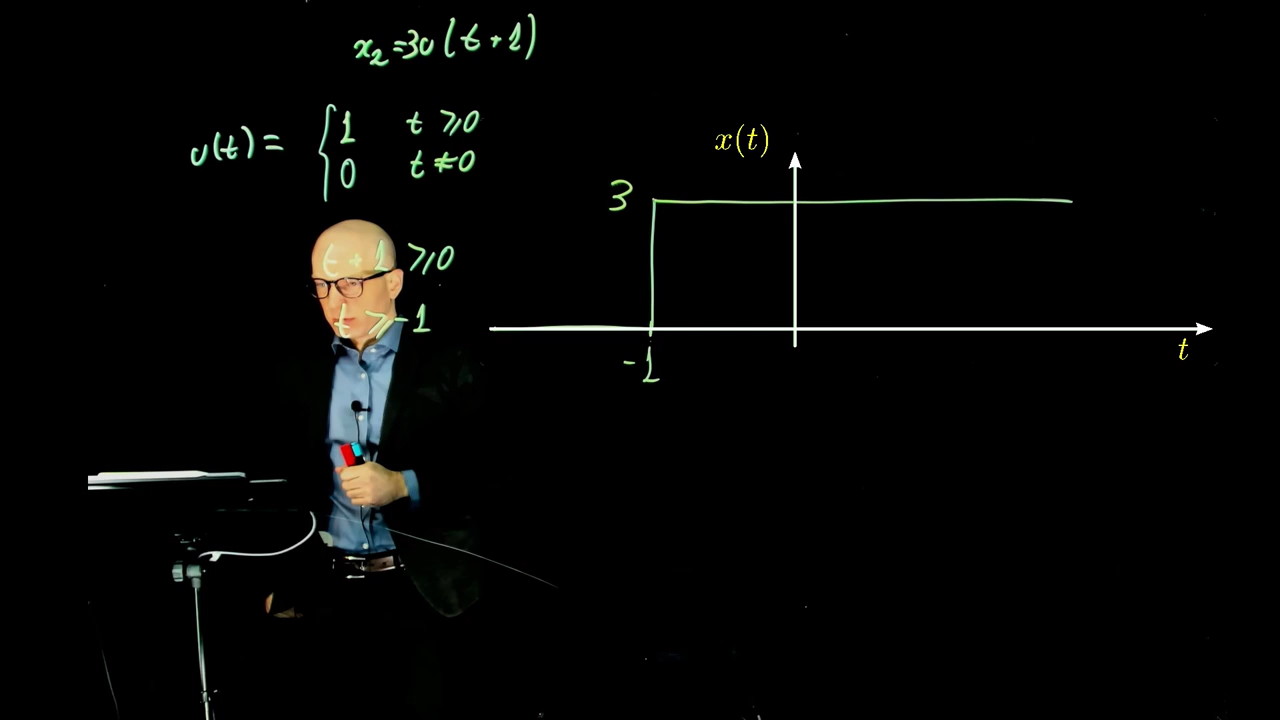 x₂=3u(t+1)
u(t)= { 1 t ⩾0
0 t ≠0
t+1 ⩾0
t ⩾-1
x(t)
3
-1
t